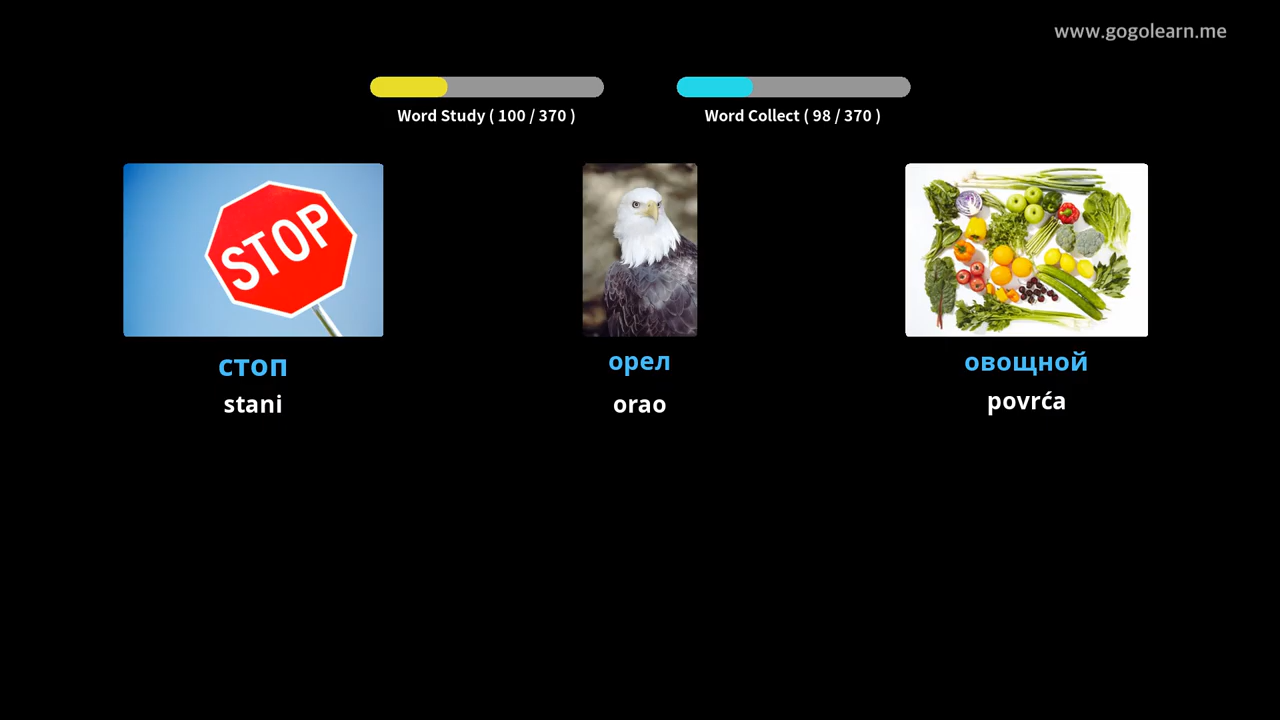 www.gogolearn.me
Word Study ( 100 / 370 )
Word Collect ( 98 / 370 )
STOP
стоп
stani
орел
orao
овощной
povrća